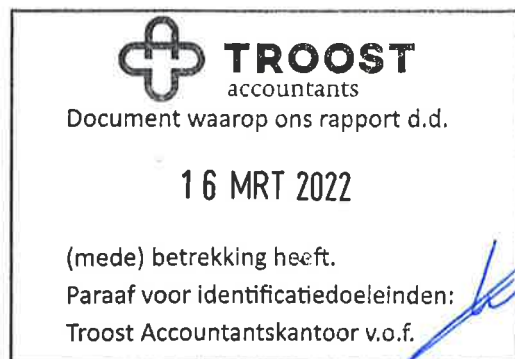 TROOST
accountants
Document waarop ons rapport d.d.
16 MRT 2022
(mede) betrekking heeft.
Paraaf voor identificatiedoeleinden:
Troost Accountantskantoor v.o.f.